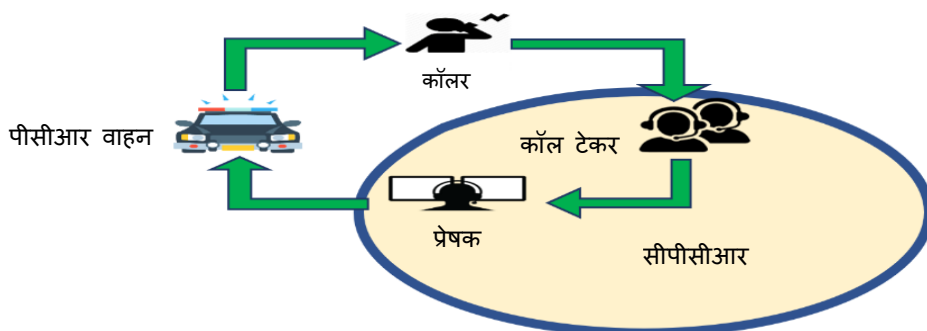 कॉलर
पीसीआर वाहन
कॉल टेकर
प्रेषक
सीपीसीआर